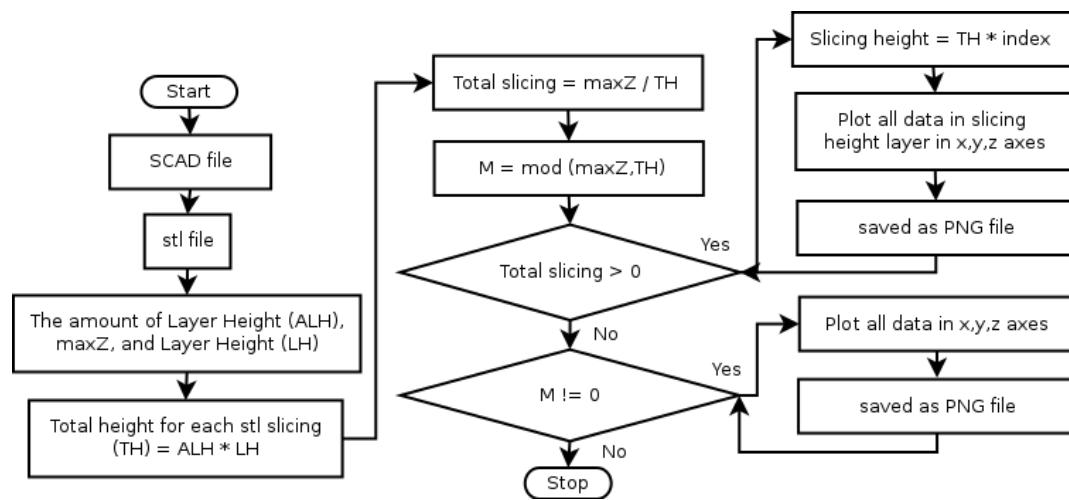 Start
SCAD file
stl file
The amount of Layer Height (ALH),
maxZ, and Layer Height (LH)
Total height for each stl slicing
(TH) = ALH * LH
Total slicing = maxZ / TH
M = mod (maxZ,TH)
Total slicing > 0
Yes
No
M != 0
Yes
No
Stop
Slicing height = TH * index
Plot all data in slicing
height layer in x,y,z axes
saved as PNG file
Plot all data in x,y,z axes
saved as PNG file